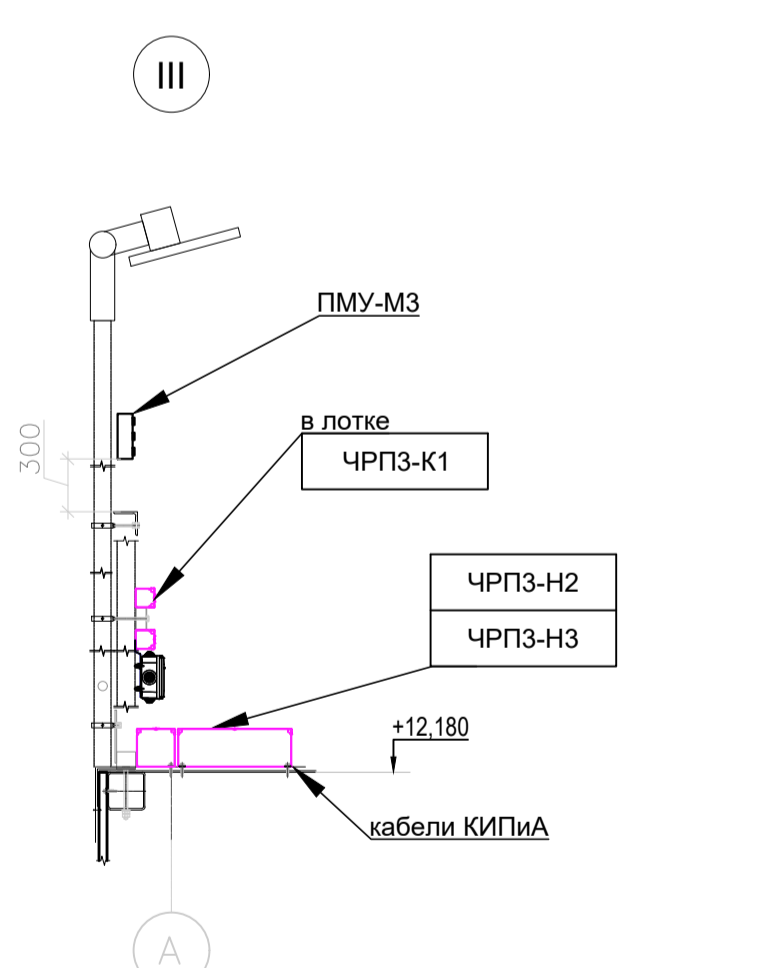 III
ПМУ-М3
300
в лотке
ЧРП3-К1
ЧРП3-Н2
ЧРП3-Н3
+12,180
кабели КИПиА
А